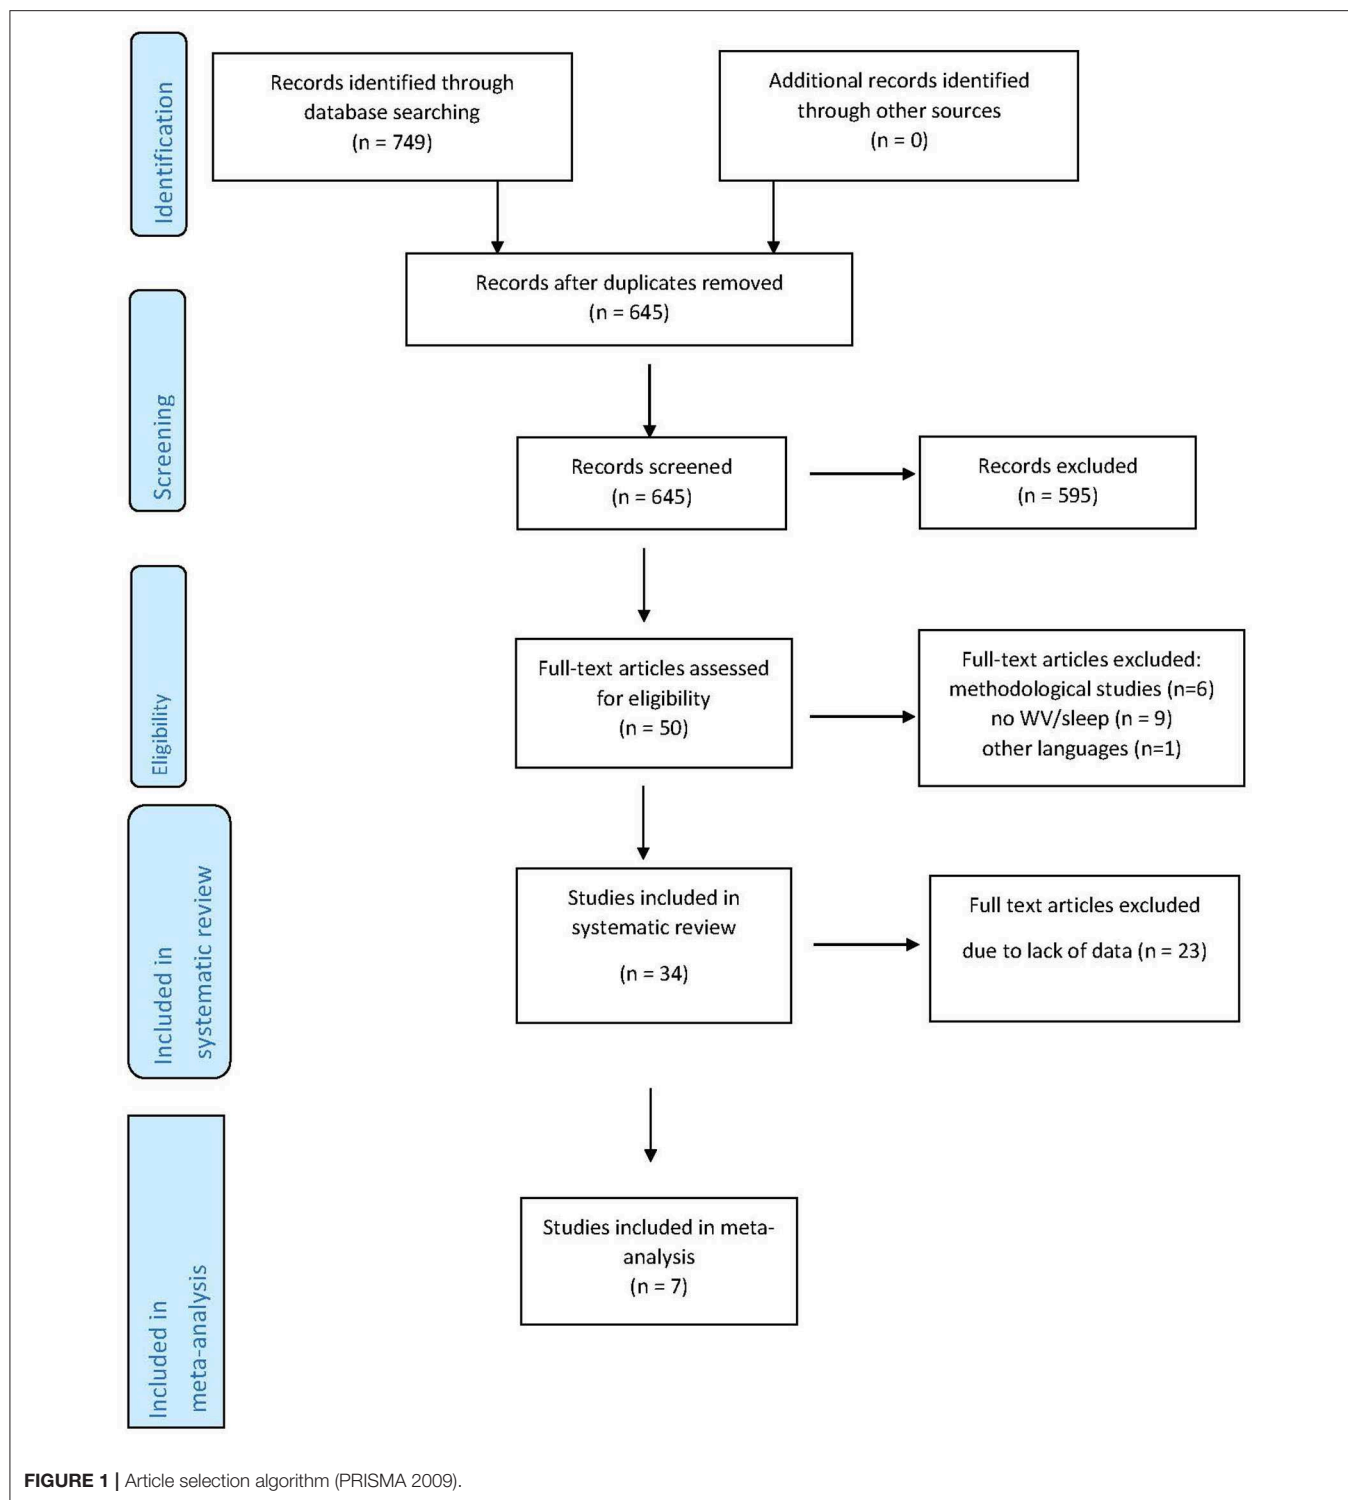 Identification
Records identified through
database searching
(n = 749)
Additional records identified
through other sources
(n = 0)
Records after duplicates removed
(n = 645)
Screening
Records screened
(n = 645)
Records excluded
(n = 595)
Eligibility
Full-text articles assessed
for eligibility
(n = 50)
Full-text articles excluded:
methodological studies (n=6)
no WV/sleep (n = 9)
other languages (n=1)
Included in
systematic review
Studies included in
systematic review
(n = 34)
Full text articles excluded
due to lack of data (n = 23)
Included in
meta-analysis
Studies included in meta-
analysis
(n = 7)
FIGURE 1 | Article selection algorithm (PRISMA 2009).